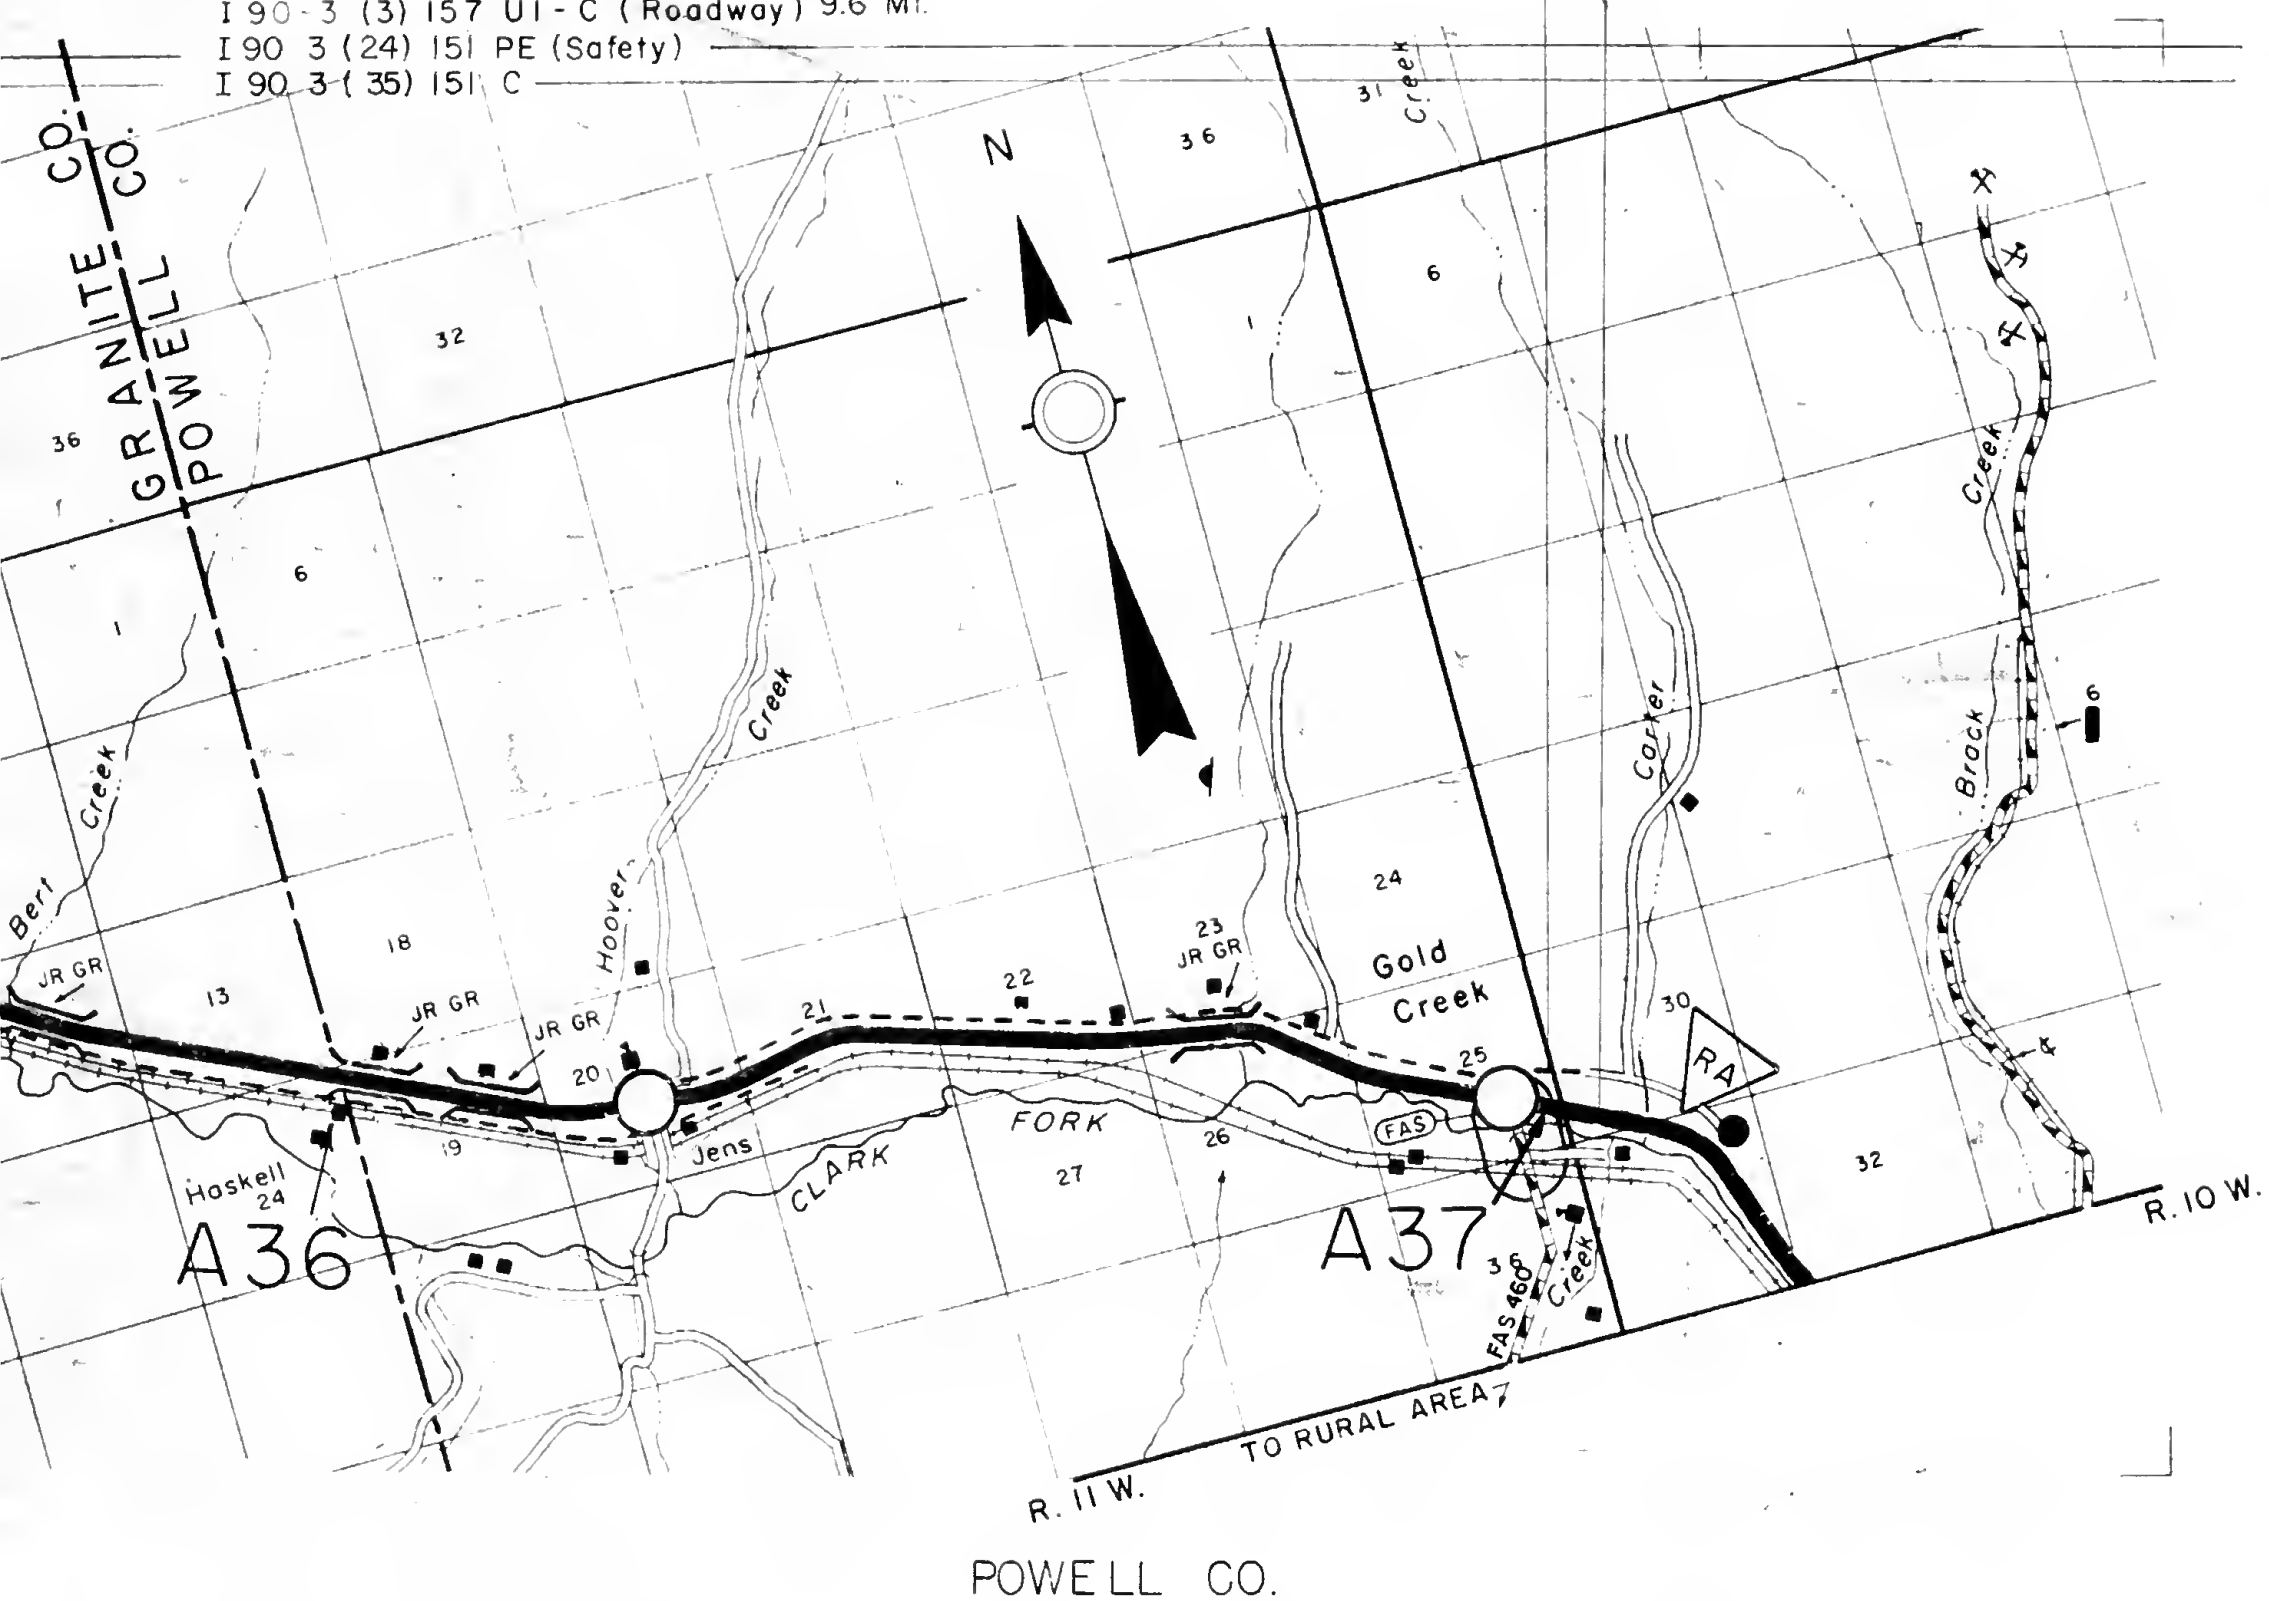 I 90-3 (3) 157 U1-C (Roadway) 9.6 MI.
I 90 3 (24) 151 PE (Safety)
I 90 3 (35) 151 C
GRANITE CO.
POWELL CO.
N
36
31
Creek
36
32
6
1
6
1
Creek
Creek
Creek
Carter
Brock
6
Bert
Hoover
24
18
23
JR GR
Gold
Creek
JR GR
13
JR GR
22
21
JR GR
20
30
25
RA
Haskell
24
19
Jens
CLARK
FORK
FAS
26
27
32
A36
A37
36
Creek
FAS 460
R. 10 W.
TO RURAL AREA 7
R. 11 W.
POWELL CO.